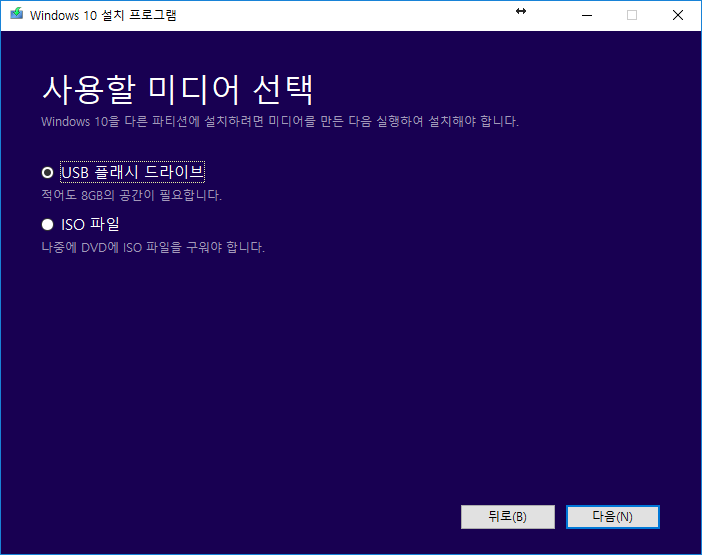 Windows 10 설치 프로그램
사용할 미디어 선택
Windows 10을 다른 파티션에 설치하려면 미디어를 만든 다음 실행하여 설치해야 합니다.
USB 플래시 드라이브
적어도 8GB의 공간이 필요합니다.
ISO 파일
나중에 DVD에 ISO 파일을 구워야 합니다.
뒤로(B)
다음(N)